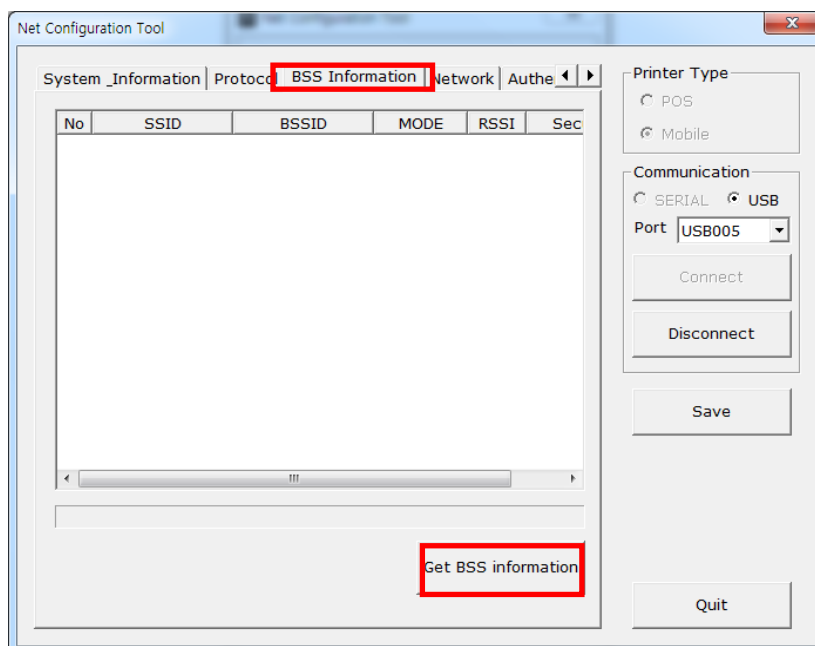 Net Configuration Tool
System _Information Protocol BSS Information Network Authe
No SSID BSSID MODE RSSI Sec
Get BSS information
Printer Type
POS
Mobile
Communication
SERIAL USB
Port USB005
Connect
Disconnect
Save
Quit